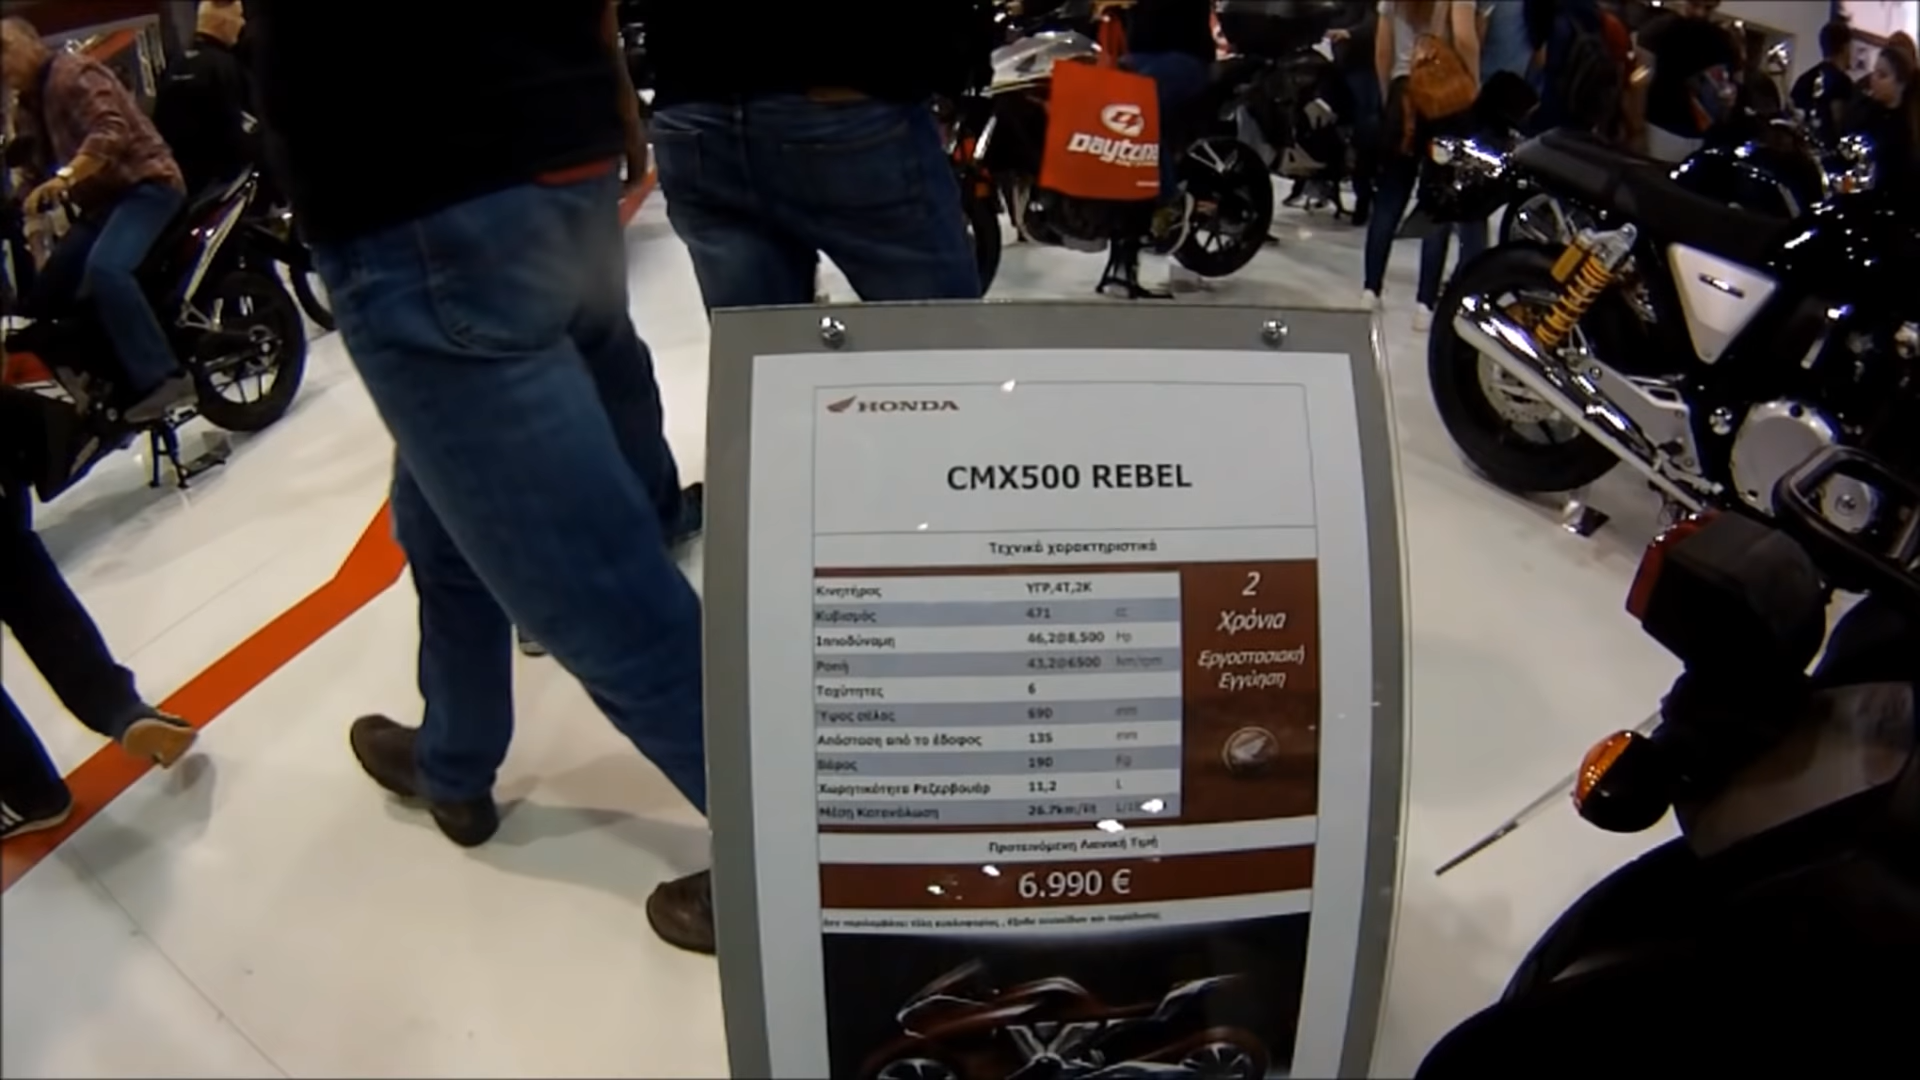 DAYTONA
HONDA
CMX500 REBEL
Τεχνικά χαρακτηριστικά
Κινητήρας ΥΓΡ,4Τ,2Κ
Κυβισμός 471 cc
Ιπποδύναμη 46,2@8,500 Hp
Ροπή 43,2@6500
Ταχύτητες 6
Ύψος σέλας 690 mm
Απόσταση από το έδαφος 135 mm
Βάρος 190 Kg
Χωρητικότητα Ρεζερβουάρ 11,2 L
Μέση Κατανάλωση 26.7km/lit
2
Χρόνια
Εργοστασιακή
Εγγύηση
Προτεινόμενη Λιανική Τιμή
6.990 €